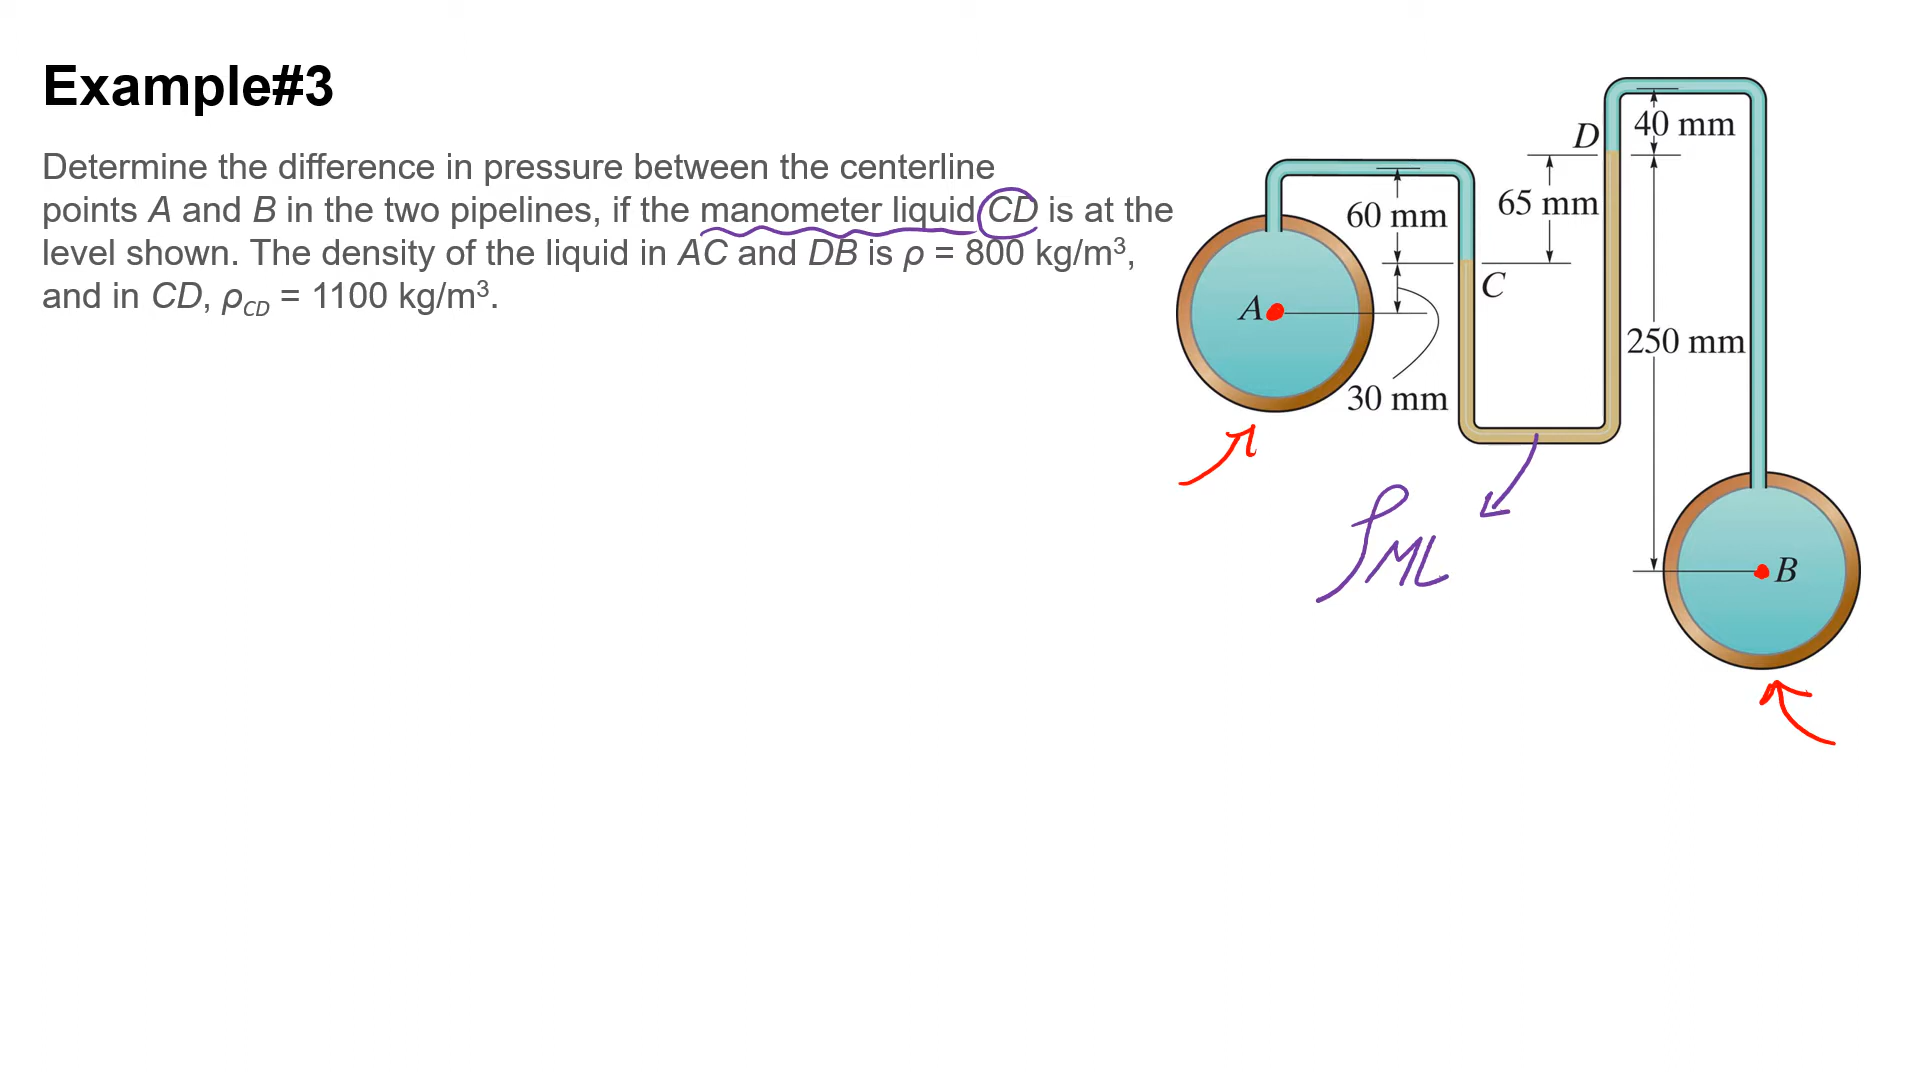 Example#3
Determine the difference in pressure between the centerline
points A and B in the two pipelines, if the manometer liquid CD is at the
level shown. The density of the liquid in AC and DB is ρ = 800 kg/m³,
and in CD, ρCD = 1100 kg/m³.
D
40 mm
60 mm
65 mm
C
A
250 mm
30 mm
ρML
B